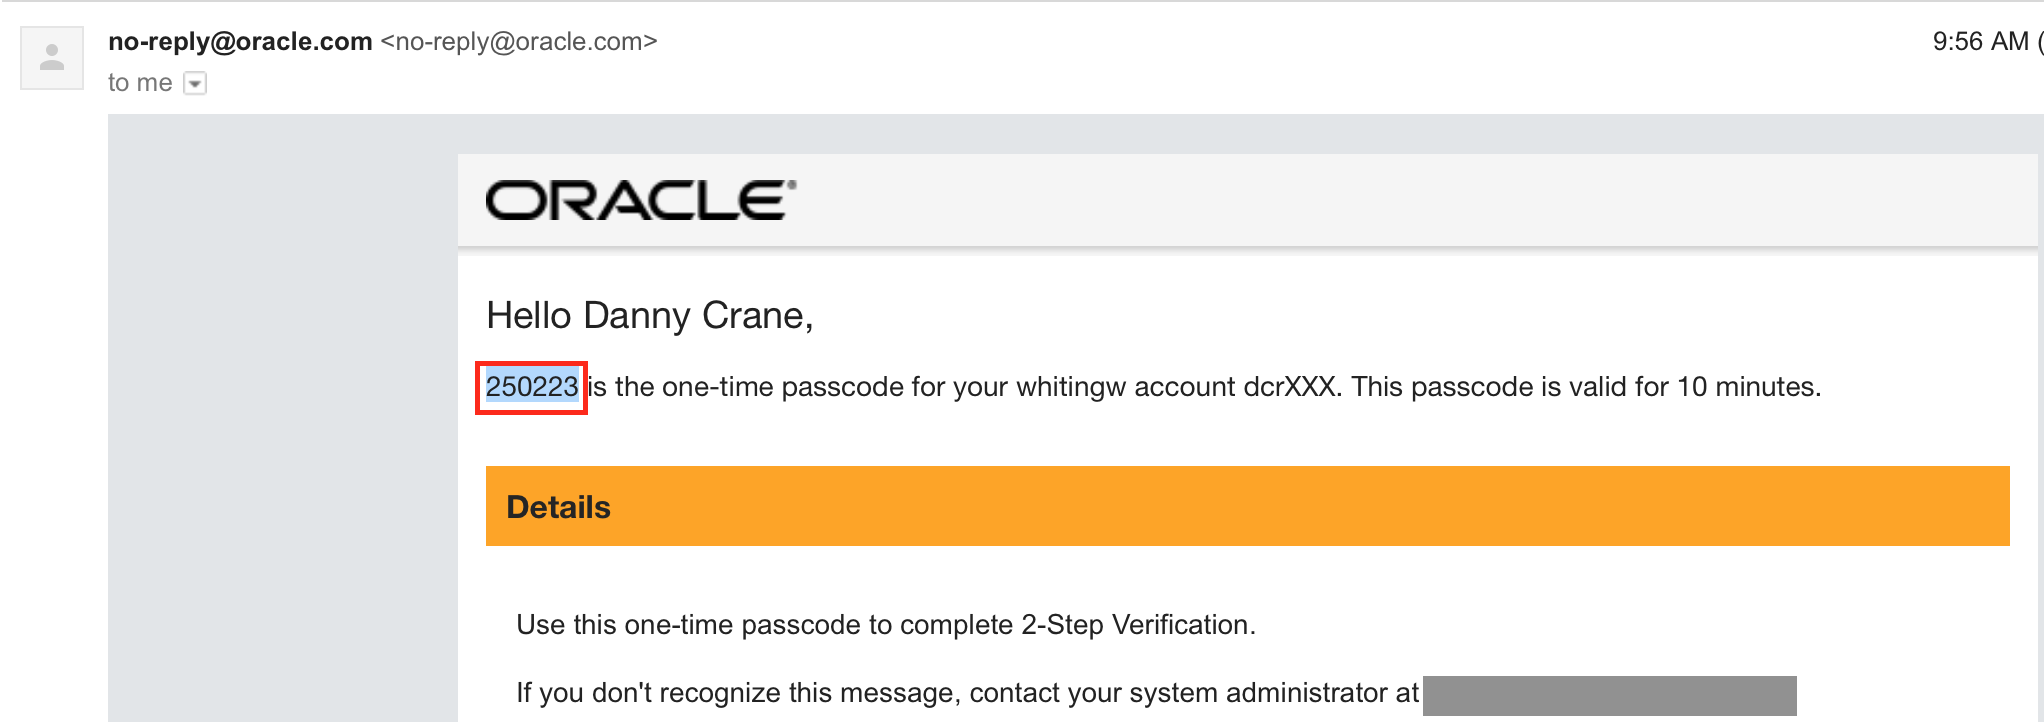 no-reply@oracle.com <no-reply@oracle.com> 9:56 AM (
to me
ORACLE®
Hello Danny Crane,
250223 is the one-time passcode for your whitingw account dcrXXX. This passcode is valid for 10 minutes.
Details
Use this one-time passcode to complete 2-Step Verification.
If you don't recognize this message, contact your system administrator at